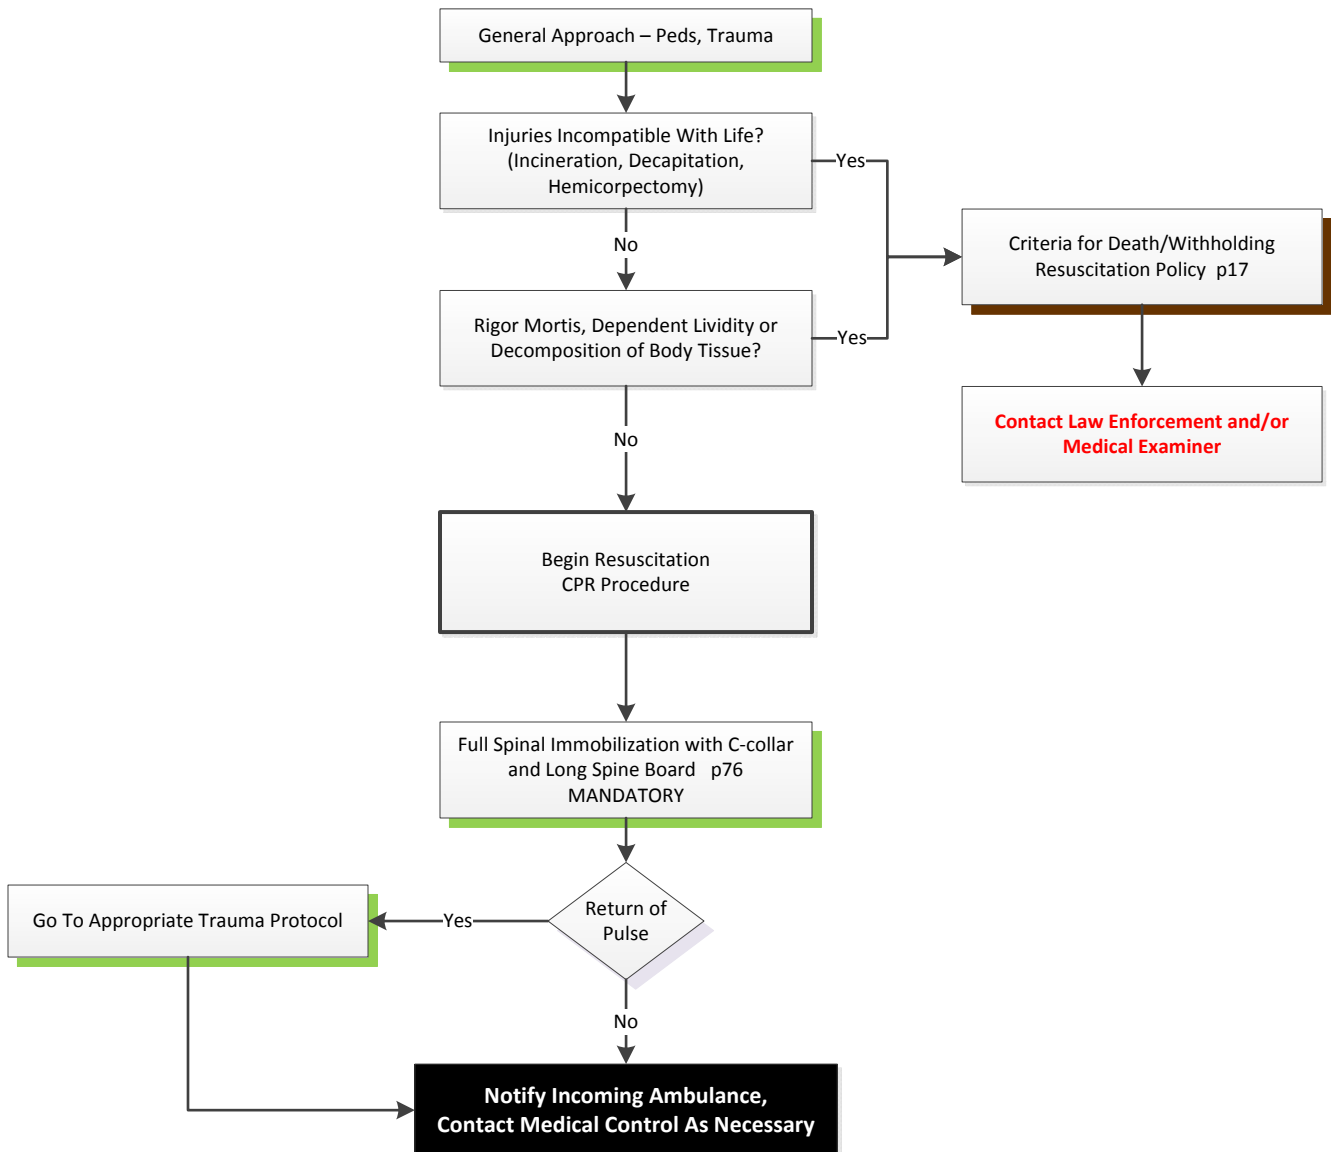 General Approach – Peds, Trauma
Injuries Incompatible With Life?
(Incineration, Decapitation,
Hemicorpectomy)
Yes
No
Criteria for Death/Withholding
Resuscitation Policy p17
Rigor Mortis, Dependent Lividity or
Decomposition of Body Tissue?
Yes
Contact Law Enforcement and/or
Medical Examiner
No
Begin Resuscitation
CPR Procedure
Full Spinal Immobilization with C-collar
and Long Spine Board p76
MANDATORY
Return of
Pulse
Yes
Go To Appropriate Trauma Protocol
No
Notify Incoming Ambulance,
Contact Medical Control As Necessary